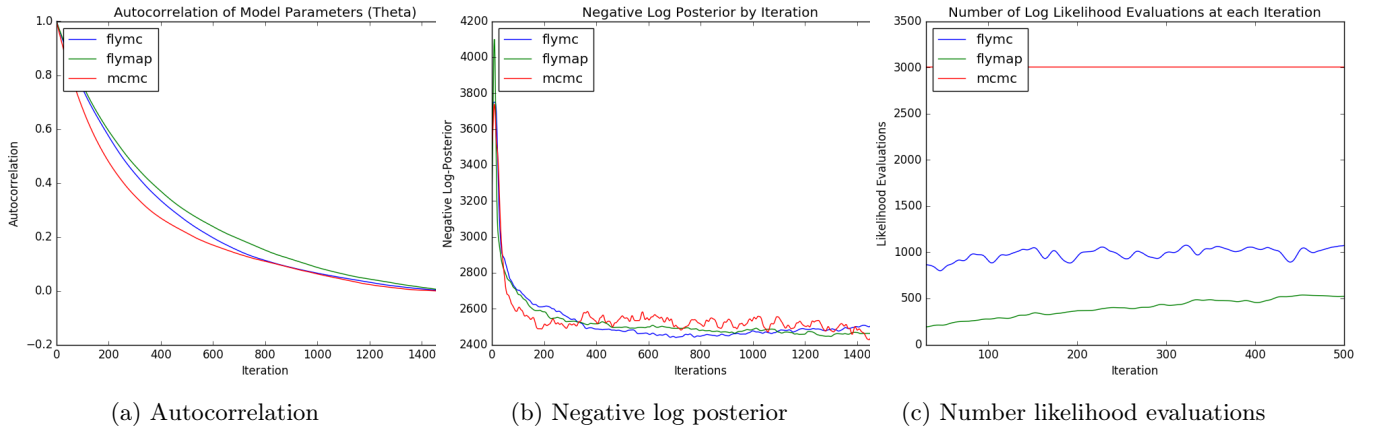 Autocorrelation of Model Parameters (Theta)
flymc
flymap
mcmc
1.0
0.8
0.6
0.4
0.2
0.0
−0.2
Autocorrelation
0 200 400 600 800 1000 1200 1400
Iteration
(a) Autocorrelation
Negative Log Posterior by Iteration
flymc
flymap
mcmc
4200
4000
3800
3600
3400
3200
3000
2800
2600
2400
Negative Log-Posterior
0 200 400 600 800 1000 1200 1400
Iterations
(b) Negative log posterior
Number of Log Likelihood Evaluations at each Iteration
flymc
flymap
mcmc
3500
3000
2500
2000
1500
1000
500
0
Likelihood Evaluations
100 200 300 400 500
Iteration
(c) Number likelihood evaluations